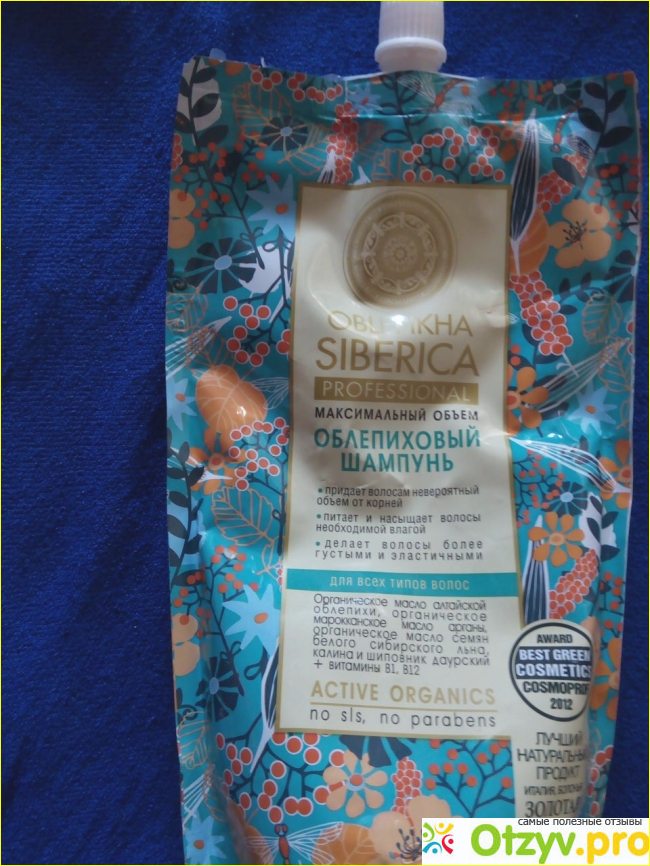 SIBERICA
PROFESSIONAL
МАКСИМАЛЬНЫЙ ОБЪЕМ
ОБЛЕПИХОВЫЙ
ШАМПУНЬ
• придает волосам невероятный
объем от корней
• питает и насыщает волосы
необходимой влагой
• делает волосы более
густыми и эластичными
для всех типов волос
Органическое масло алтайской
облепихи, органическое
марокканское масло арганы,
органическое масло семян
белого сибирского льна,
калина и шиповник даурский
+ витамины B1, B12
ACTIVE ORGANICS
no sls, no parabens
AWARD
BEST GREEN
COSMETICS
COSMOPROF
2012
ЛУЧШИЙ
НАТУРАЛЬНЫЙ
ПРОДУКТ
ИТАЛИЯ,
самые полезные отзывы
Otzyv.pro